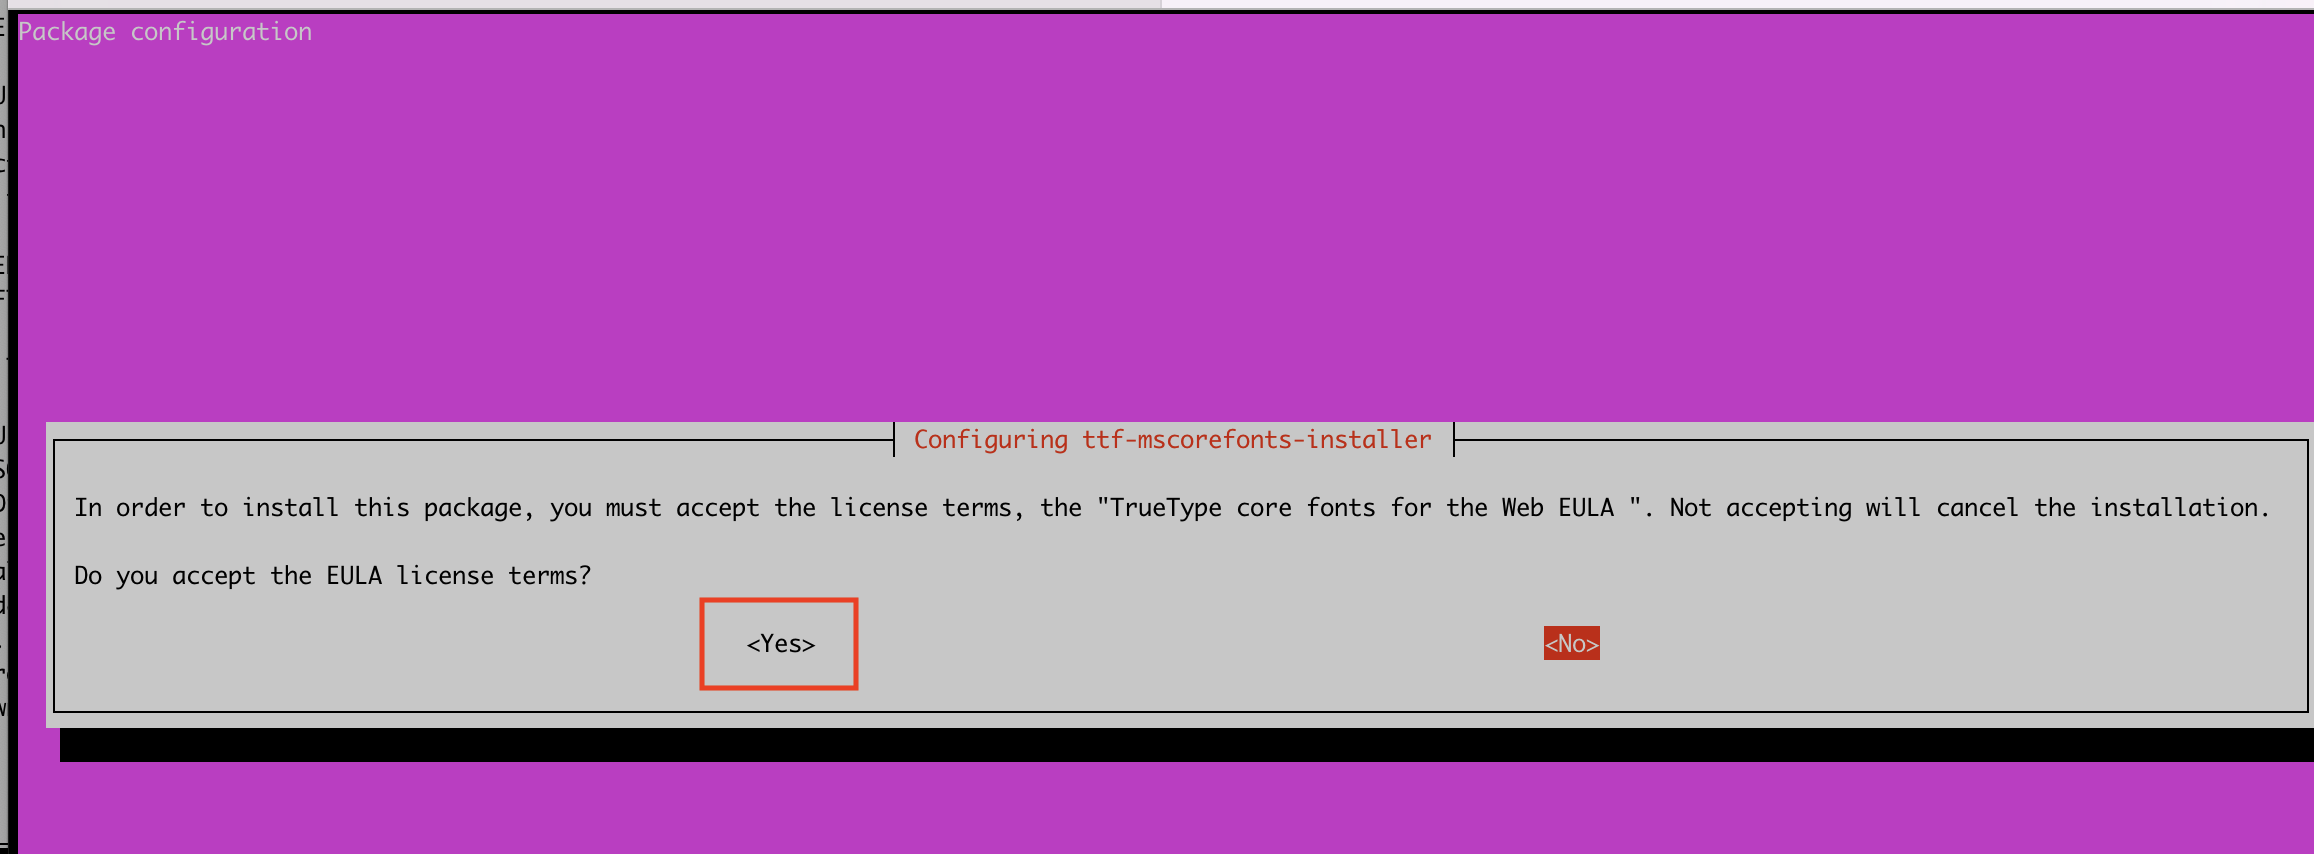 Package configuration
Configuring ttf-mscorefonts-installer
In order to install this package, you must accept the license terms, the "TrueType core fonts for the Web EULA ". Not accepting will cancel the installation.
Do you accept the EULA license terms?
<Yes> <No>